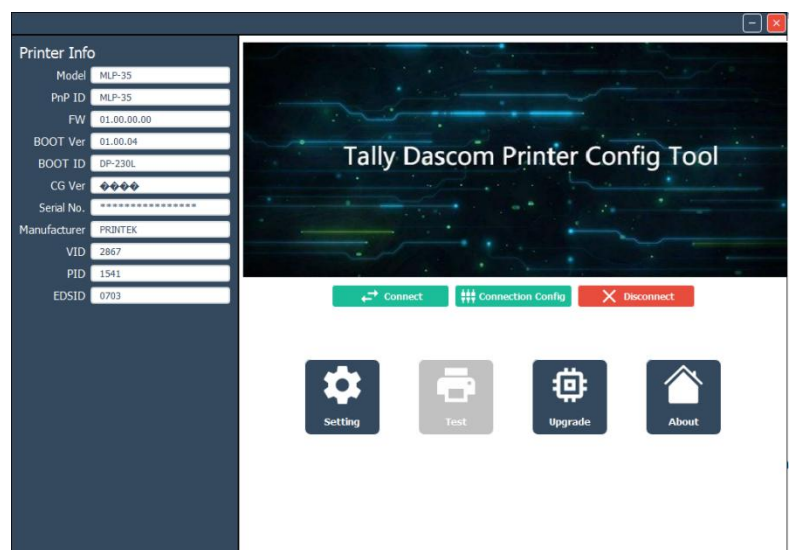 Printer Info
Model MLP-35
PnP ID MLP-35
FW 01.00.00.00
BOOT Ver 01.00.04
BOOT ID DP-230L
CG Ver ����
Serial No. ****************
Manufacturer PRINTEK
VID 2867
PID 1541
EDSID 0703
Tally Dascom Printer Config Tool
Connect Connection Config Disconnect
Setting Test Upgrade About